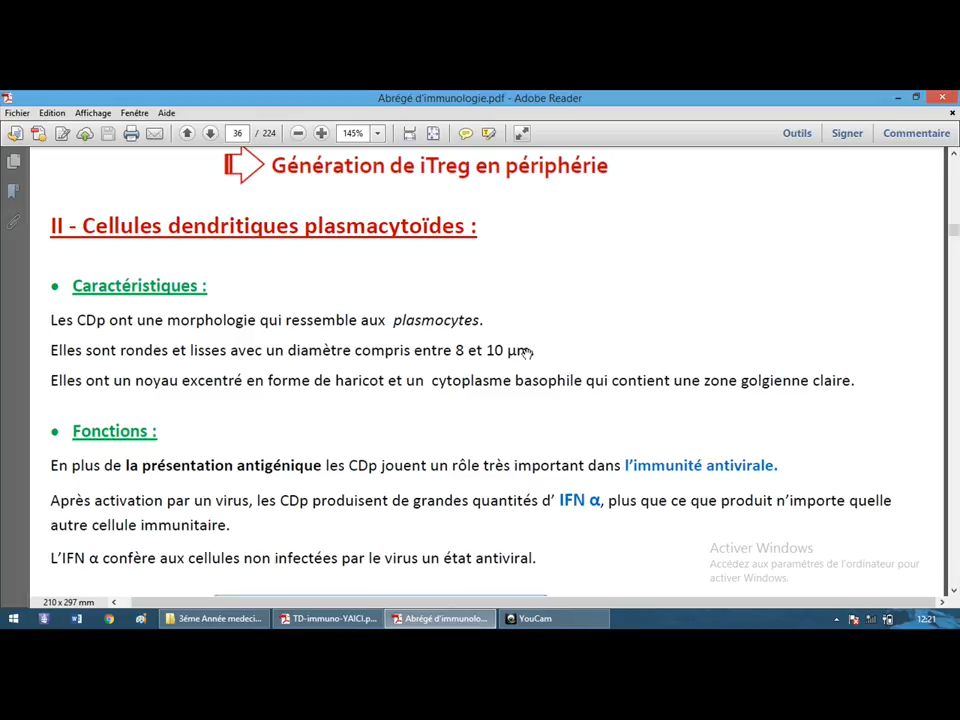 Abrégé d'immunologie.pdf - Adobe Reader
Fichier Edition Affichage Fenêtre Aide
36 / 224 145% Outils Signer Commentaire
Génération de iTreg en périphérie
II - Cellules dendritiques plasmacytoïdes :
• Caractéristiques :
Les CDp ont une morphologie qui ressemble aux plasmocytes.
Elles sont rondes et lisses avec un diamètre compris entre 8 et 10 µm.
Elles ont un noyau excentré en forme de haricot et un cytoplasme basophile qui contient une zone golgienne claire.
• Fonctions :
En plus de la présentation antigénique les CDp jouent un rôle très important dans l'immunité antivirale.
Après activation par un virus, les CDp produisent de grandes quantités d' IFN α, plus que ce que produit n'importe quelle
autre cellule immunitaire.
L'IFN α confère aux cellules non infectées par le virus un état antiviral.
Activer Windows
Accédez aux paramètres de l'ordinateur pour
activer Windows.
210 x 297 mm
3éme Année medeci... TD-immuno-YAICI.p... Abrégé d'immunolo... YouCam 12:21